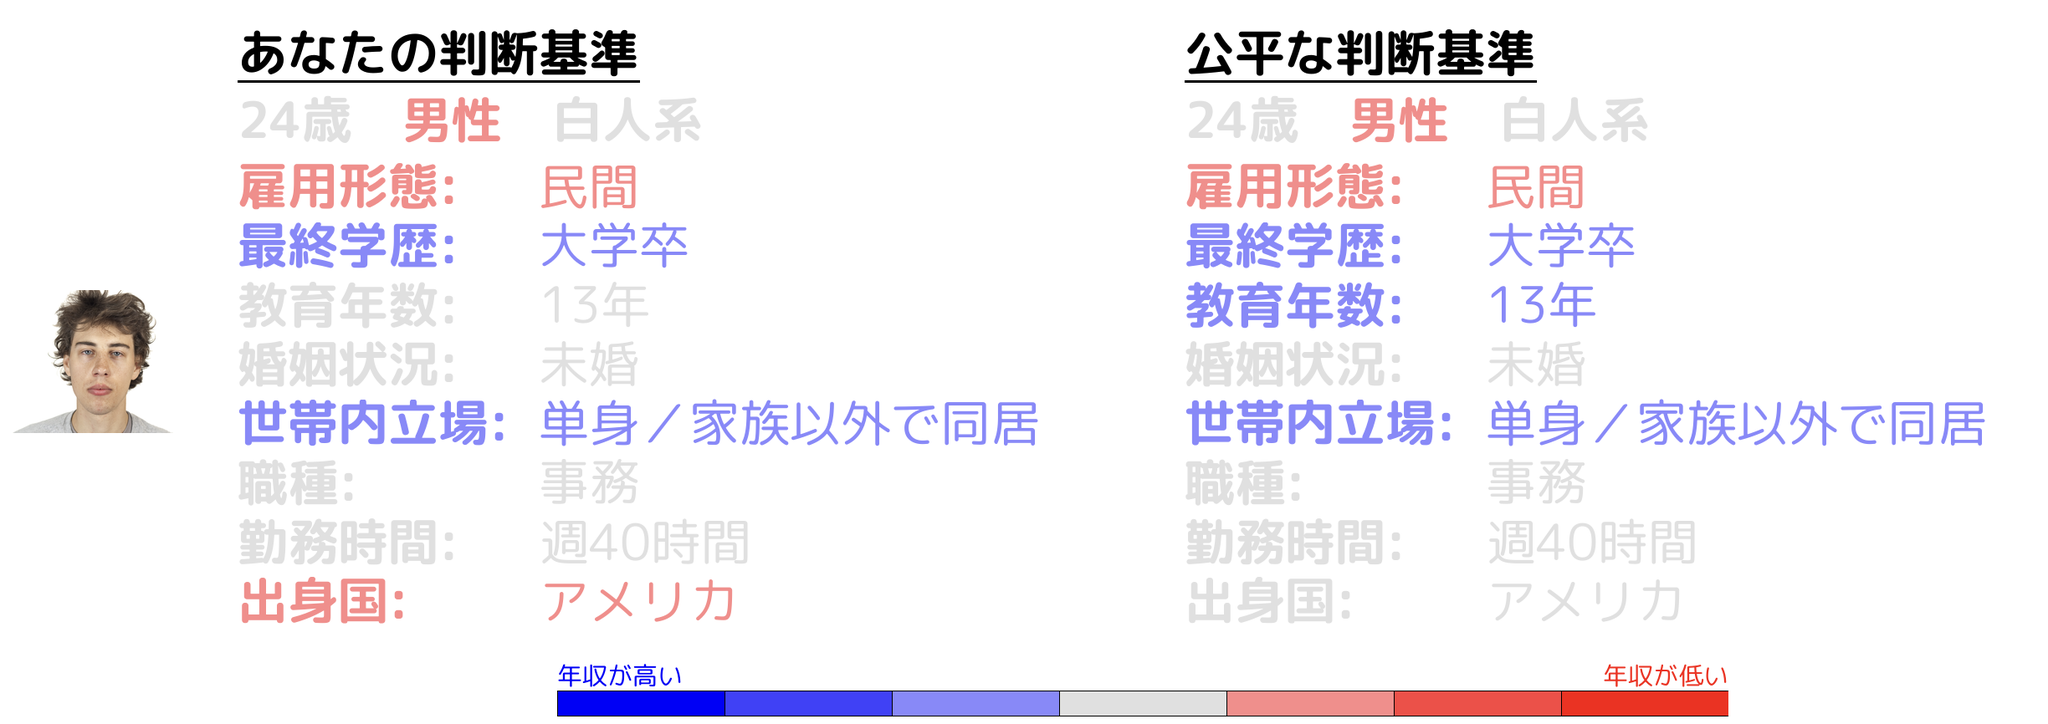 あなたの判断基準
24歳 男性 白人系
雇用形態: 民間
最終学歴: 大学卒
教育年数: 13年
婚姻状況: 未婚
世帯内立場: 単身／家族以外で同居
職種: 事務
勤務時間: 週40時間
出身国: アメリカ
公平な判断基準
24歳 男性 白人系
雇用形態: 民間
最終学歴: 大学卒
教育年数: 13年
婚姻状況: 未婚
世帯内立場: 単身／家族以外で同居
職種: 事務
勤務時間: 週40時間
出身国: アメリカ
年収が高い
年収が低い